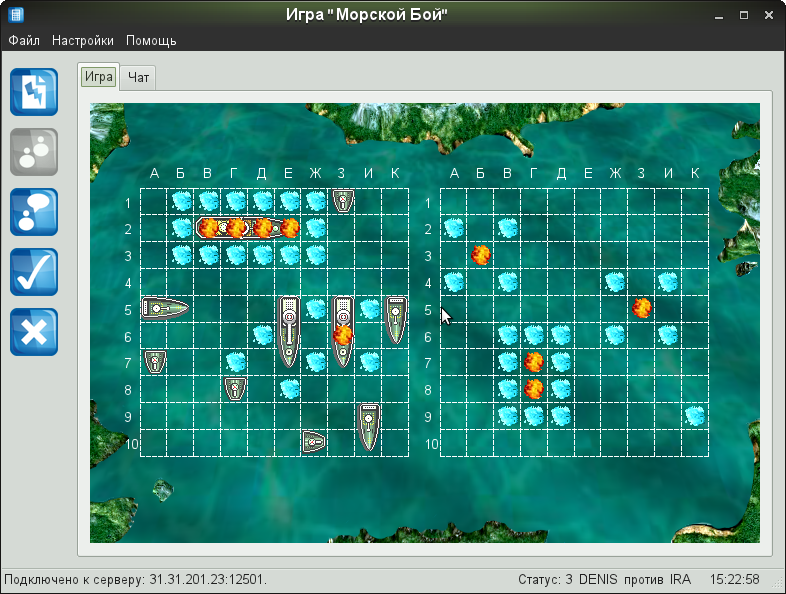 Игра "Морской Бой"
Файл Настройки Помощь
Игра Чат
А Б В Г Д Е Ж З И К А Б В Г Д Е Ж З И К
1 1
2 2
3 3
4 4
5 5
6 6
7 7
8 8
9 9
10 10
Подключено к серверу: 31.31.201.23:12501. Статус: 3 DENIS против IRA 15:22:58